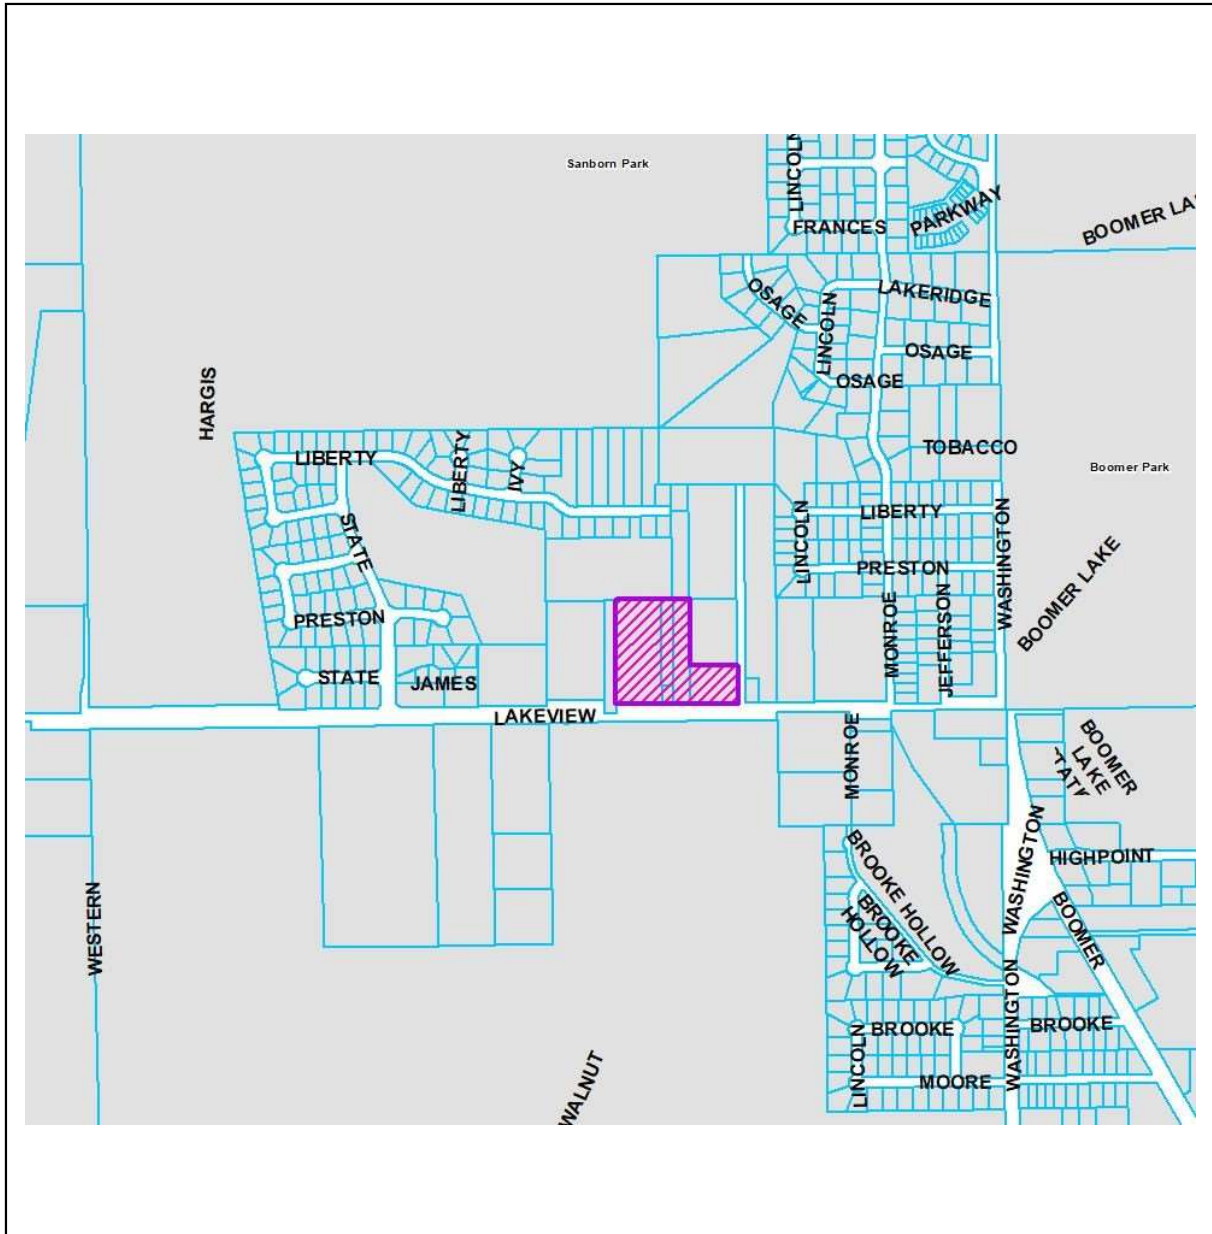 Sanborn Park
LINCOLN
FRANCES
PARKWAY
BOOMER LA
OSAGE
LINCOLN
LAKERIDGE
OSAGE
OSAGE
HARGIS
TOBACCO
Boomer Park
LIBERTY
LIBERTY
IVY
STATE
LINCOLN
LIBERTY
WASHINGTON
PRESTON
BOOMER LAKE
PRESTON
MONROE
JEFFERSON
STATE
JAMES
LAKEVIEW
MONROE
BOOMER
LAKE
WASHINGTON
HIGHPOINT
BROOKE HOLLOW
BROOKE
HOLLOW
BOOMER
WESTERN
WASHINGTON
LINCOLN
BROOKE
BROOKE
MOORE
WALNUT